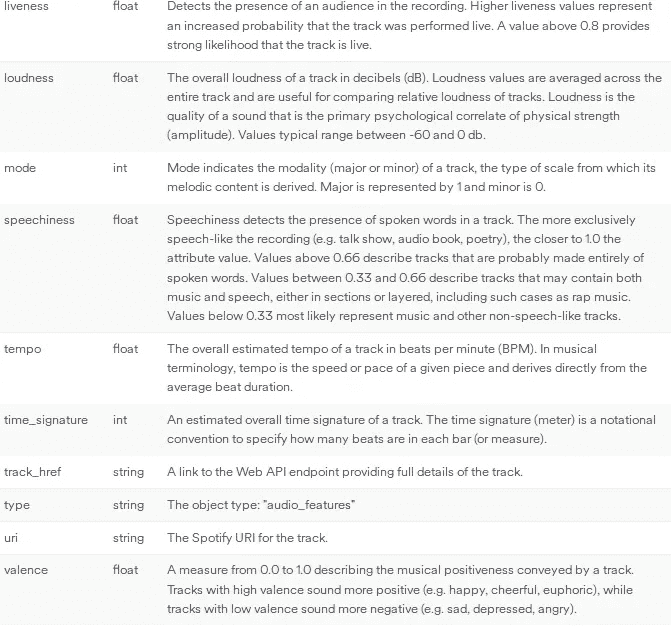 liveness float Detects the presence of an audience in the recording. Higher liveness values represent
an increased probability that the track was performed live. A value above 0.8 provides
strong likelihood that the track is live.
loudness float The overall loudness of a track in decibels (dB). Loudness values are averaged across the
entire track and are useful for comparing relative loudness of tracks. Loudness is the
quality of a sound that is the primary psychological correlate of physical strength
(amplitude). Values typical range between -60 and 0 db.
mode int Mode indicates the modality (major or minor) of a track, the type of scale from which its
melodic content is derived. Major is represented by 1 and minor is 0.
speechiness float Speechiness detects the presence of spoken words in a track. The more exclusively
speech-like the recording (e.g. talk show, audio book, poetry), the closer to 1.0 the
attribute value. Values above 0.66 describe tracks that are probably made entirely of
spoken words. Values between 0.33 and 0.66 describe tracks that may contain both
music and speech, either in sections or layered, including such cases as rap music.
Values below 0.33 most likely represent music and other non-speech-like tracks.
tempo float The overall estimated tempo of a track in beats per minute (BPM). In musical
terminology, tempo is the speed or pace of a given piece and derives directly from the
average beat duration.
time_signature int An estimated overall time signature of a track. The time signature (meter) is a notational
convention to specify how many beats are in each bar (or measure).
track_href string A link to the Web API endpoint providing full details of the track.
type string The object type: "audio_features"
uri string The Spotify URI for the track.
valence float A measure from 0.0 to 1.0 describing the musical positiveness conveyed by a track.
Tracks with high valence sound more positive (e.g. happy, cheerful, euphoric), while
tracks with low valence sound more negative (e.g. sad, depressed, angry).